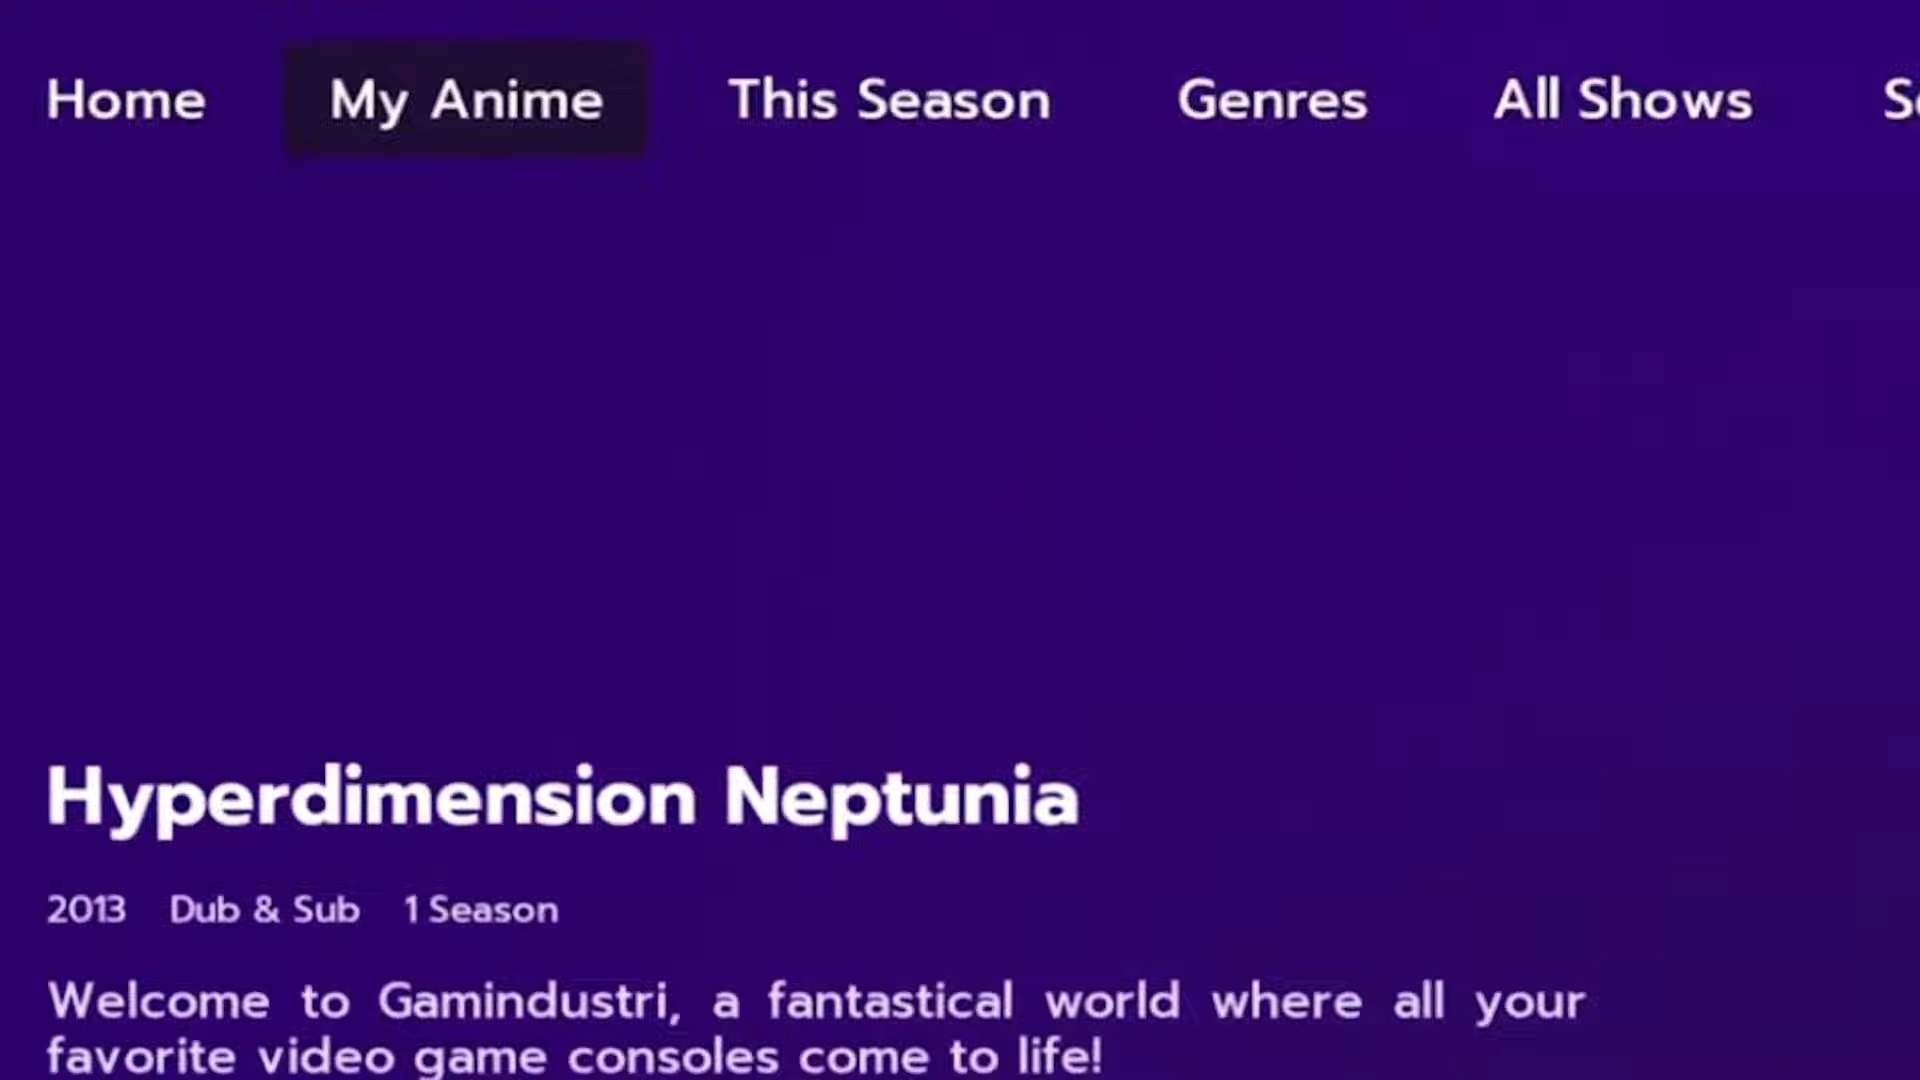 Home My Anime This Season Genres All Shows
Hyperdimension Neptunia
2013 Dub & Sub 1 Season
Welcome to Gamindustri, a fantastical world where all your
favorite video game consoles come to life!